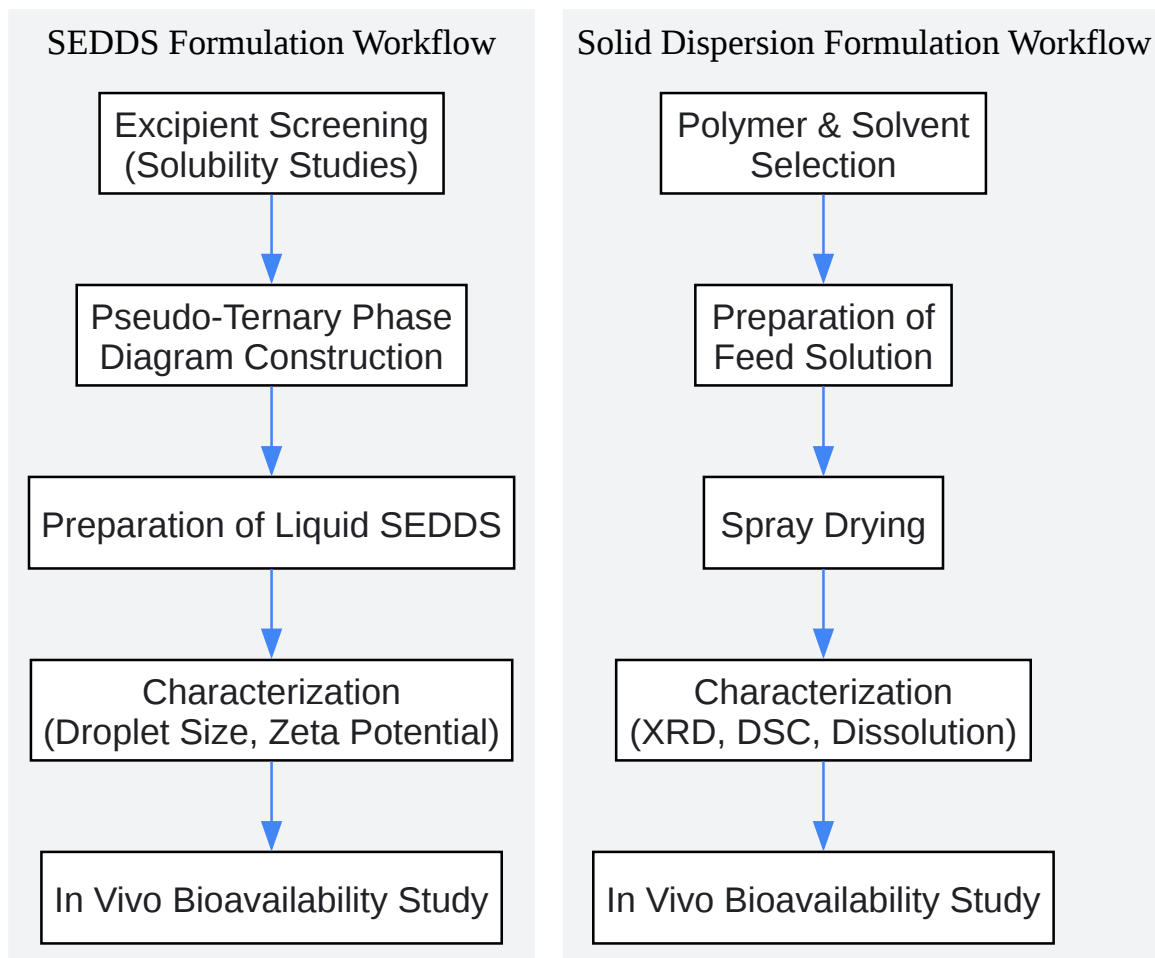 SEDDS Formulation Workflow
Excipient Screening
(Solubility Studies)
Pseudo-Ternary Phase
Diagram Construction
Preparation of Liquid SEDDS
Characterization
(Droplet Size, Zeta Potential)
In Vivo Bioavailability Study
Solid Dispersion Formulation Workflow
Polymer & Solvent
Selection
Preparation of
Feed Solution
Spray Drying
Characterization
(XRD, DSC, Dissolution)
In Vivo Bioavailability Study